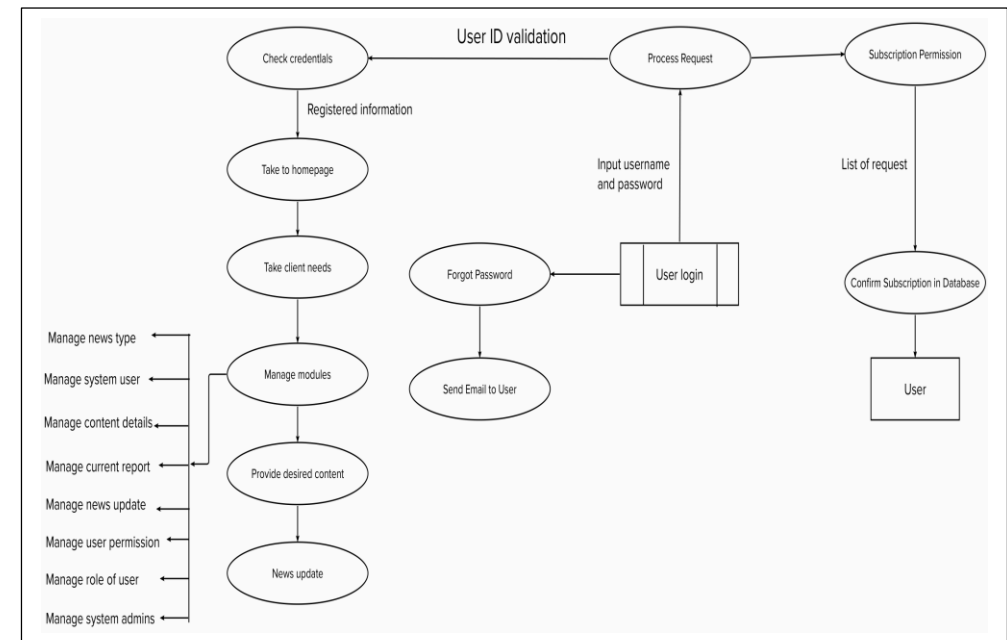 User ID validation
Check credentials
Process Request
Subscription Permission
Registered information
Input username
and password
List of request
Take to homepage
Take client needs
Forgot Password
User login
Confirm Subscription in Database
Manage news type
Manage system user
Manage content details
Manage current report
Manage news update
Manage user permission
Manage role of user
Manage system admins
Manage modules
Send Email to User
User
Provide desired content
News update